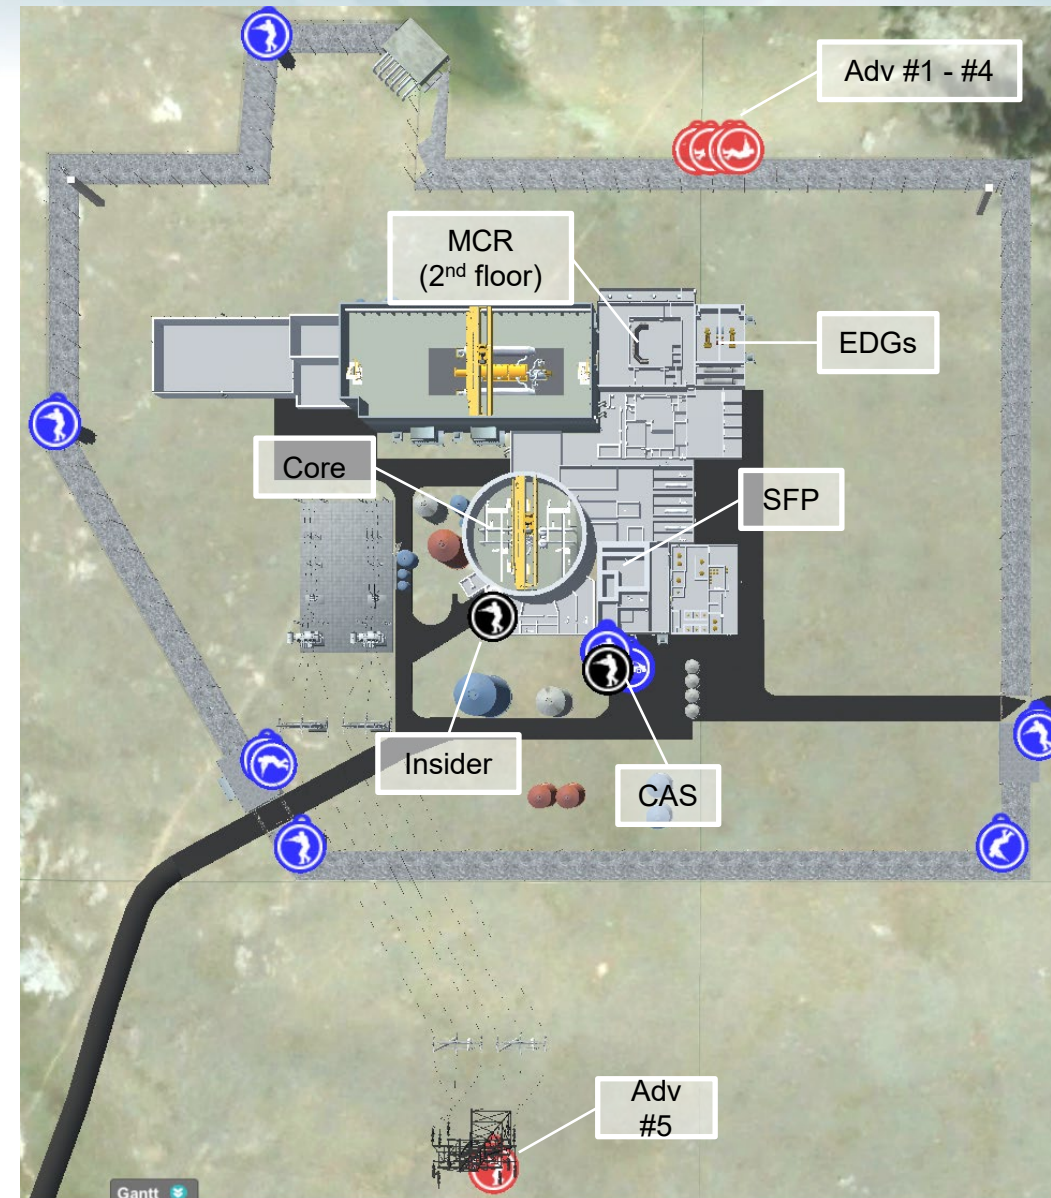 Adv #1 - #4
MCR
(2nd floor)
EDGs
Core
SFP
Insider
CAS
Adv
#5
Gantt